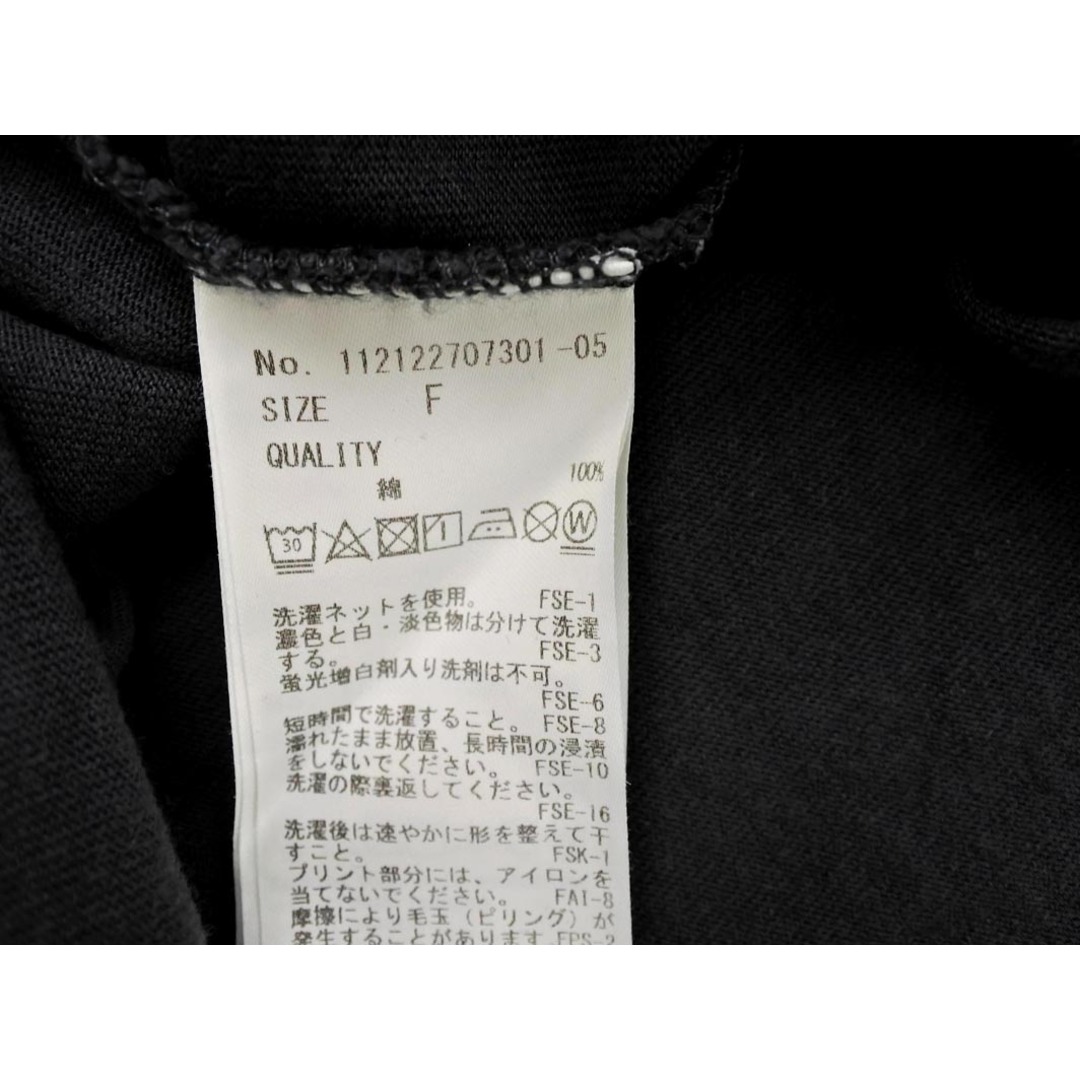 No. 112122707301-05
SIZE F
QUALITY
綿 100%
30 W
洗濯ネットを使用。 FSE-1
濃色と白・淡色物は分けて洗濯
する。 FSE-3
蛍光増白剤入り洗剤は不可。
FSE-6
短時間で洗濯すること。 FSE-8
濡れたまま放置、長時間の浸漬
をしないでください。 FSE-10
洗濯の際裏返してください。
FSE-16
洗濯後は速やかに形を整えて干
すこと。 FSK-1
プリント部分には、アイロンを
当てないでください。 FAI-8
摩擦により毛玉(ピリング)が
発生することがあります.FPS-2